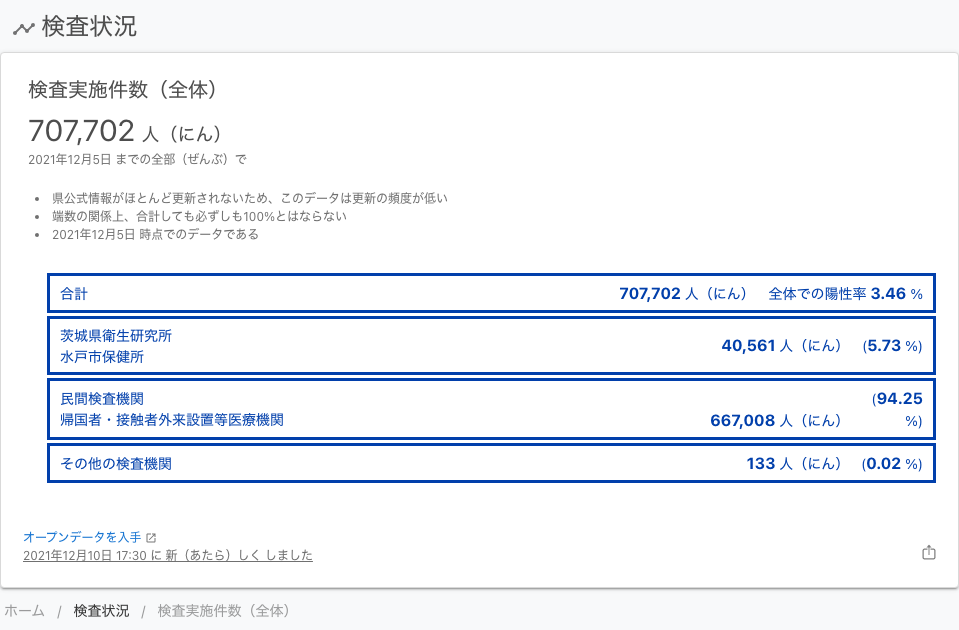 検査状況
検査実施件数（全体）
707,702 人（にん）
2021年12月5日 までの全部（ぜんぶ）で
県公式情報がほとんど更新されないため、このデータは更新の頻度が低い
端数の関係上、合計しても必ずしも100%とはならない
2021年12月5日 時点でのデータである
合計 707,702 人（にん） 全体での陽性率 3.46 %
茨城県衛生研究所
水戸市保健所
40,561 人（にん） (5.73 %)
民間検査機関
帰国者・接触者外来設置等医療機関
667,008 人（にん） (94.25
%)
その他の検査機関 133 人（にん） (0.02 %)
オープンデータを入手
2021年12月10日 17:30 に 新（あたら）しく しました
ホーム / 検査状況 / 検査実施件数（全体）